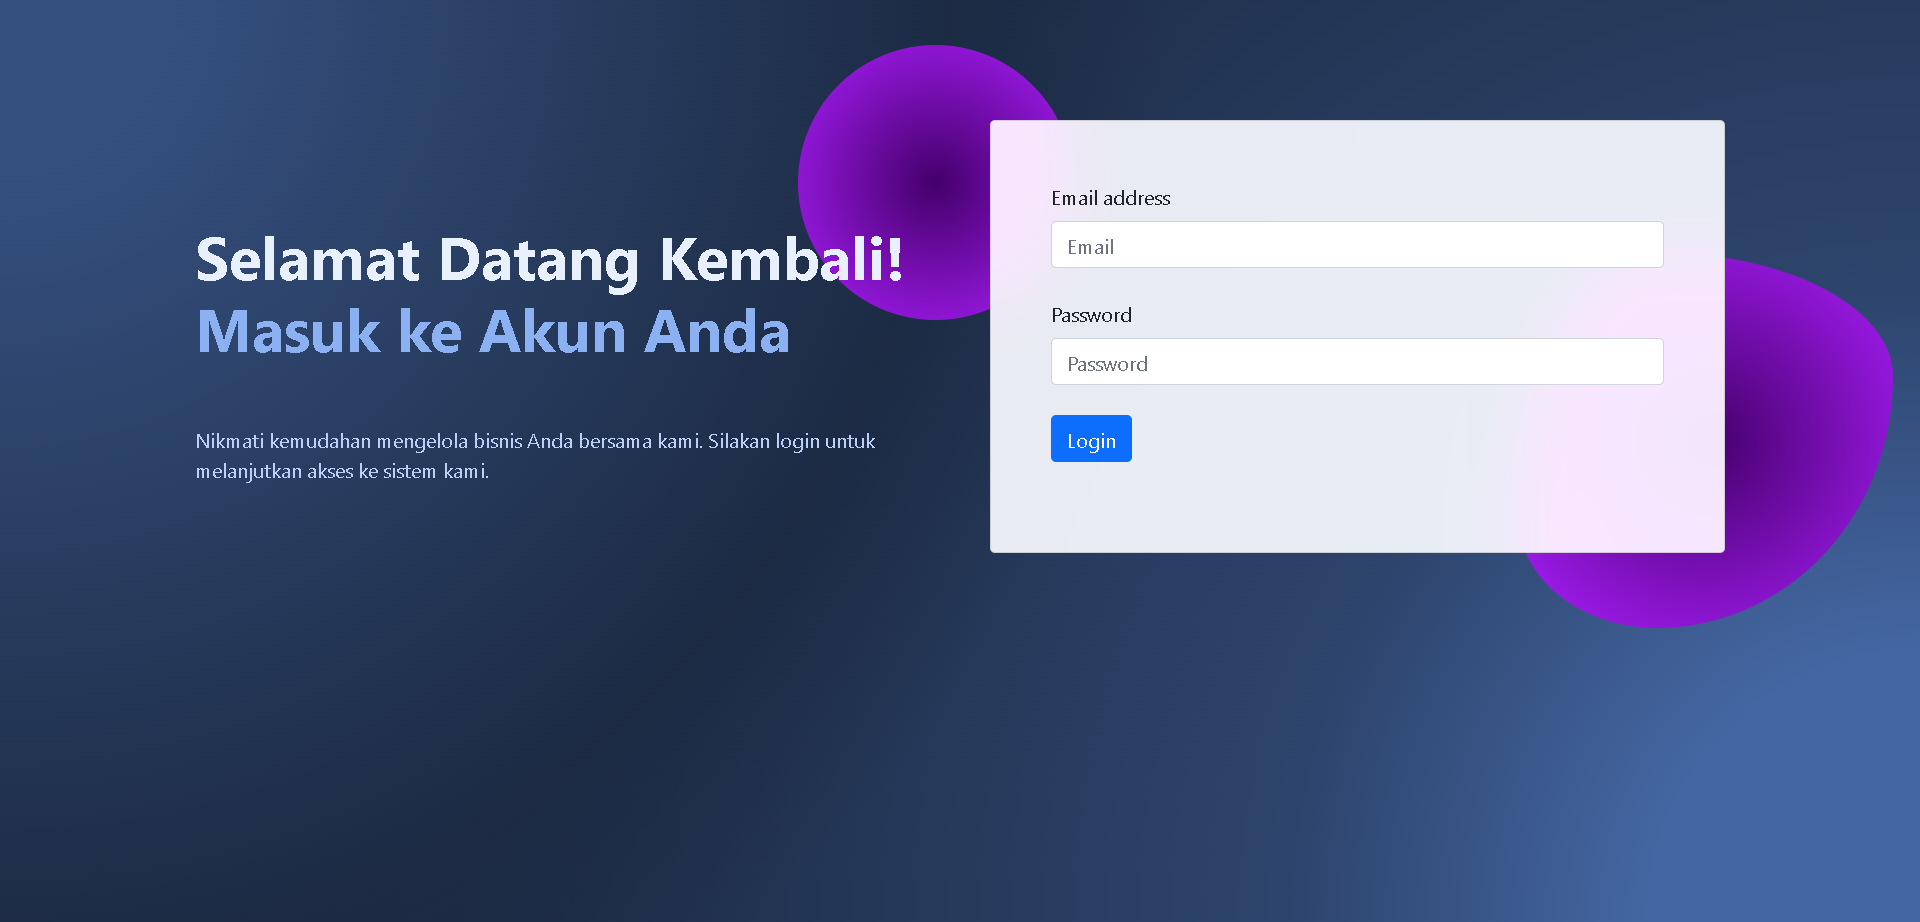 Selamat Datang Kembali!
Masuk ke Akun Anda
Nikmati kemudahan mengelola bisnis Anda bersama kami. Silakan login untuk
melanjutkan akses ke sistem kami.
Email address
Email
Password
Password
Login